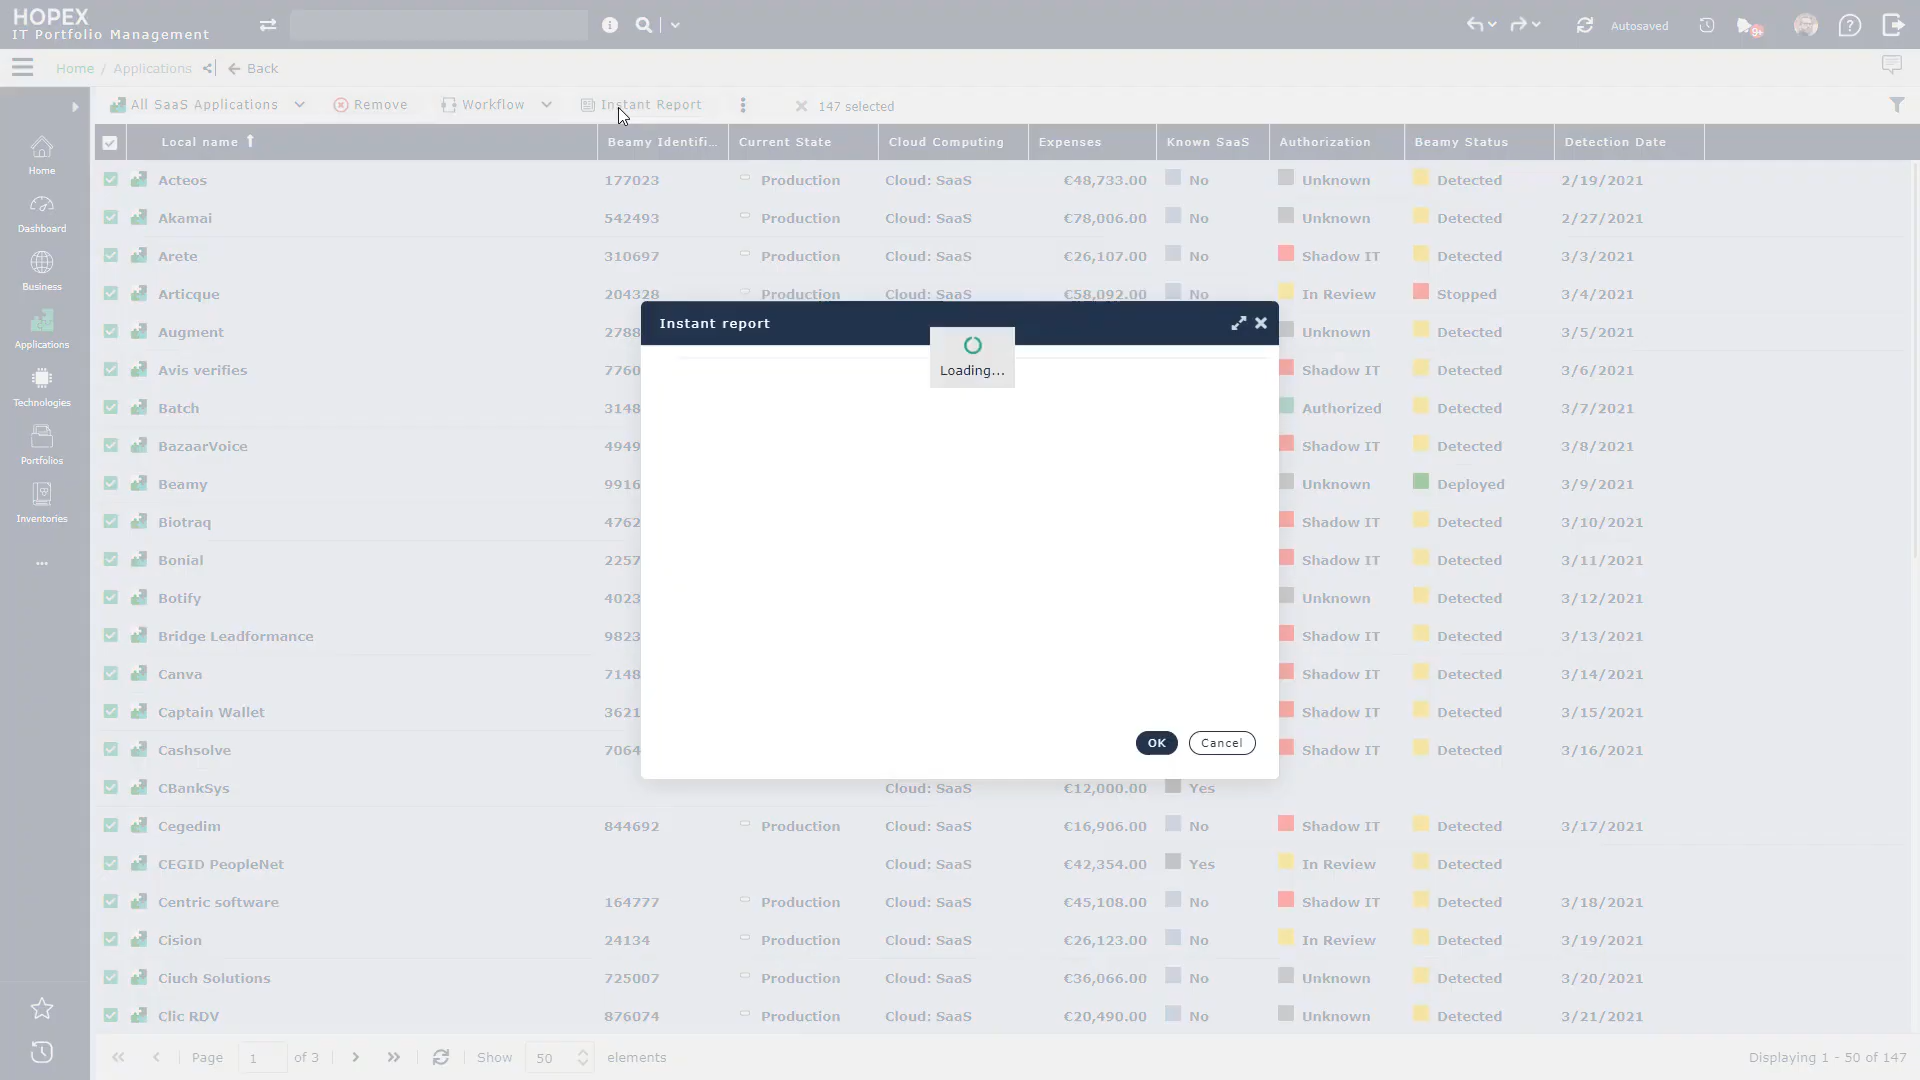 HOPEX
IT Portfolio Management
Autosaved
9+
Home / Applications
Back
All SaaS Applications
Remove
Workflow
Instant Report
147 selected
Local name
Beamy Identifi...
Current State
Cloud Computing
Expenses
Known SaaS
Authorization
Beamy Status
Detection Date
Acteos 177023 Production Cloud: SaaS €48,733.00 No Unknown Detected 2/19/2021
Akamai 542493 Production Cloud: SaaS €78,006.00 No Unknown Detected 2/27/2021
Arete 310697 Production Cloud: SaaS €26,107.00 No Shadow IT Detected 3/3/2021
Articque 204328 Production Cloud: SaaS €58,092.00 No In Review Stopped 3/4/2021
Augment 2788 Unknown Detected 3/5/2021
Avis verifies 7760 Shadow IT Detected 3/6/2021
Batch 3148 Authorized Detected 3/7/2021
BazaarVoice 4949 Shadow IT Detected 3/8/2021
Beamy 9916 Unknown Deployed 3/9/2021
Biotraq 4762 Shadow IT Detected 3/10/2021
Bonial 2257 Shadow IT Detected 3/11/2021
Botify 4023 Unknown Detected 3/12/2021
Bridge Leadformance 9823 Shadow IT Detected 3/13/2021
Canva 7148 Shadow IT Detected 3/14/2021
Captain Wallet 3621 Shadow IT Detected 3/15/2021
Cashsolve 7064 Shadow IT Detected 3/16/2021
CBankSys Cloud: SaaS €12,000.00 Yes
Cegedim 844692 Production Cloud: SaaS €16,906.00 No Shadow IT Detected 3/17/2021
CEGID PeopleNet Cloud: SaaS €42,354.00 Yes In Review Detected
Centric software 164777 Production Cloud: SaaS €45,108.00 No Shadow IT Detected 3/18/2021
Cision 24134 Production Cloud: SaaS €26,123.00 No In Review Detected 3/19/2021
Ciuch Solutions 725007 Production Cloud: SaaS €36,066.00 No Unknown Detected 3/20/2021
Clic RDV 876074 Production Cloud: SaaS €20,490.00 No Unknown Detected 3/21/2021
Instant report
Loading...
OK
Cancel
Home
Dashboard
Business
Applications
Technologies
Portfolios
Inventories
...
Page 1 of 3
Show 50 elements
Displaying 1 - 50 of 147